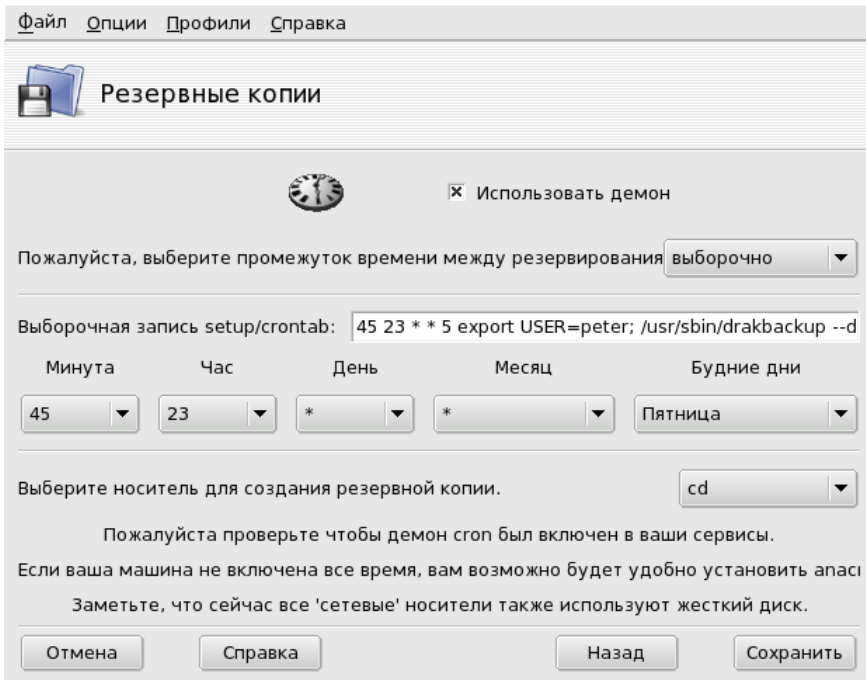 Файл Опции Профили Справка
Резервные копии
Использовать демон
Пожалуйста, выберите промежуток времени между резервирования выборочно
Выборочная запись setup/crontab: 45 23 * * 5 export USER=peter; /usr/sbin/drakbackup --d
Минута Час День Месяц Будние дни
45 23 * * Пятница
Выберите носитель для создания резервной копии. cd
Пожалуйста проверьте чтобы демон cron был включен в ваши сервисы.
Если ваша машина не включена все время, вам возможно будет удобно установить anacr
Заметьте, что сейчас все 'сетевые' носители также используют жесткий диск.
Отмена Справка Назад Сохранить